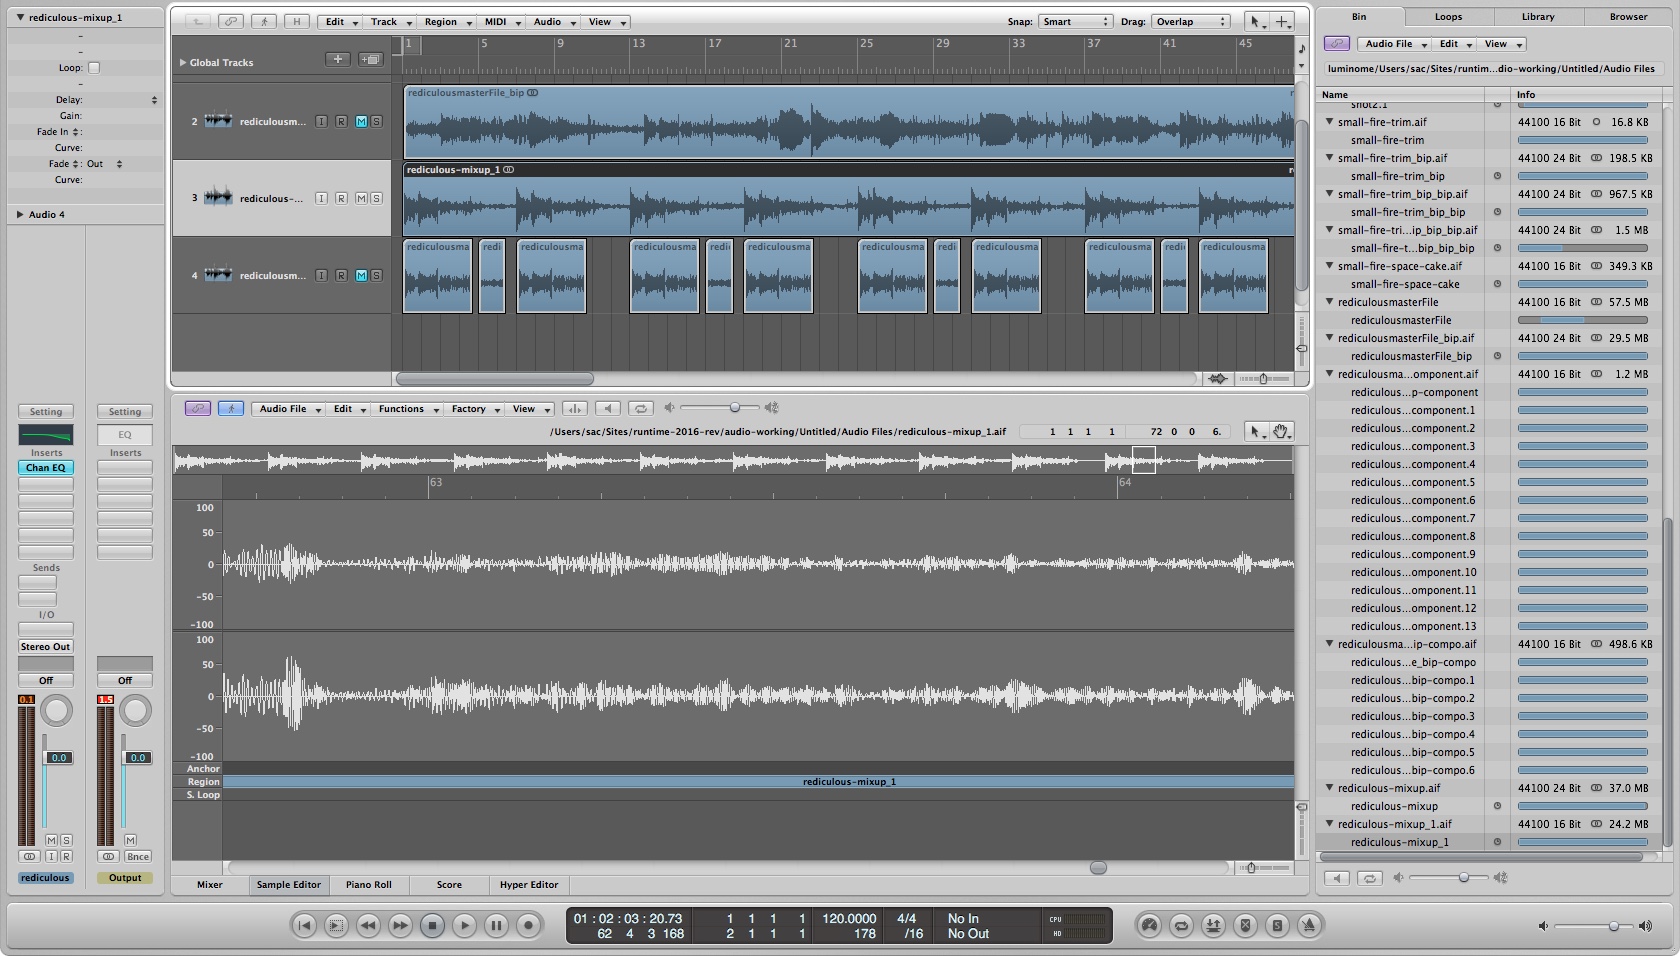 rediculous-mixup_1
Loop:
Delay:
Gain:
Fade In :
Curve:
Fade : Out
Curve:
Audio 4
Setting Setting
EQ
Inserts Inserts
Chan EQ
Sends
I/O
Stereo Out
Off Off
0.1 1.5
0.0 0.0
M S M
I R Bnce
rediculous Output
H Edit Track Region MIDI Audio View Snap: Smart Drag: Overlap
Global Tracks
1 5 9 13 17 21 25 29 33 37 41 45
2 rediculousm... I R M S
rediculousmasterFile_bip
3 rediculous-... I R M S
rediculous-mixup_1
4 rediculousm... I R M S
rediculousma redi rediculousma rediculousma redi rediculousma rediculousma redi rediculousma rediculousma redi rediculousma
Audio File Edit Functions Factory View
/Users/sac/Sites/runtime-2016-rev/audio-working/Untitled/Audio Files/rediculous-mixup_1.aif 1 1 1 1 72 0 0 6.
63 64
100
50
0
-50
-100
100
50
0
-50
-100
Anchor
Region rediculous-mixup_1
S. Loop
Mixer Sample Editor Piano Roll Score Hyper Editor
Bin Loops Library Browser
Audio File Edit View
luminome/Users/sac/Sites/runtim...dio-working/Untitled/Audio Files
Name Info
shot2.1
small-fire-trim.aif 44100 16 Bit 16.8 KB
small-fire-trim
small-fire-trim_bip.aif 44100 24 Bit 198.5 KB
small-fire-trim_bip
small-fire-trim_bip_bip.aif 44100 24 Bit 967.5 KB
small-fire-trim_bip_bip
small-fire-tri...ip_bip_bip.aif 44100 24 Bit 1.5 MB
small-fire-t...bip_bip_bip
small-fire-space-cake.aif 44100 24 Bit 349.3 KB
small-fire-space-cake
rediculousmasterFile 44100 16 Bit 57.5 MB
rediculousmasterFile
rediculousmasterFile_bip.aif 44100 24 Bit 29.5 MB
rediculousmasterFile_bip
rediculousma...omponent.aif 44100 16 Bit 1.2 MB
rediculous...p-component
rediculous...component.1
rediculous...component.2
rediculous...component.3
rediculous...component.4
rediculous...component.5
rediculous...component.6
rediculous...component.7
rediculous...component.8
rediculous...component.9
rediculous...omponent.10
rediculous...omponent.11
rediculous...omponent.12
rediculous...omponent.13
rediculousma...ip-compo.aif 44100 16 Bit 498.6 KB
rediculous...e_bip-compo
rediculous...bip-compo.1
rediculous...bip-compo.2
rediculous...bip-compo.3
rediculous...bip-compo.4
rediculous...bip-compo.5
rediculous...bip-compo.6
rediculous-mixup.aif 44100 24 Bit 37.0 MB
rediculous-mixup
rediculous-mixup_1.aif 44100 16 Bit 24.2 MB
rediculous-mixup_1
01 : 02 : 03 : 20.73 1 1 1 1 120.0000 4/4 No In CPU
62 4 3 168 2 1 1 1 178 /16 No Out HD